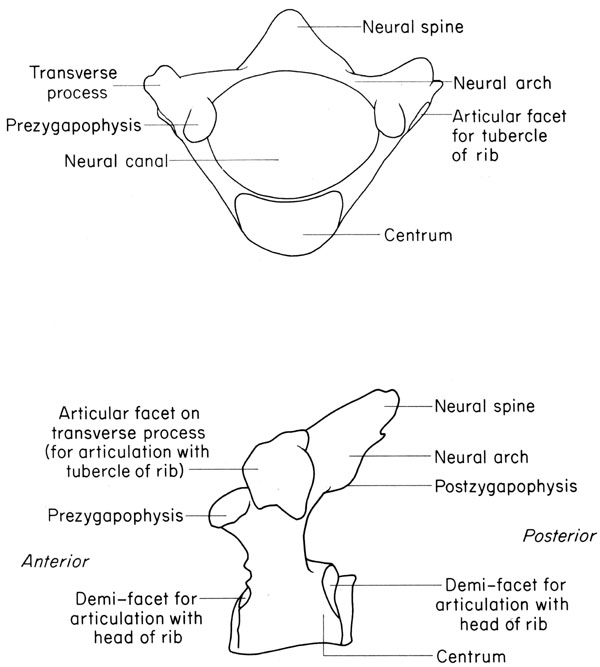 Neural spine
Transverse
process
Neural arch
Prezygapophysis
Articular facet
for tubercle
of rib
Neural canal
Centrum
Articular facet on
transverse process
(for articulation with
tubercle of rib)
Neural spine
Neural arch
Postzygapophysis
Prezygapophysis
Posterior
Anterior
Demi-facet for
articulation with
head of rib
Demi-facet for
articulation with
head of rib
Centrum